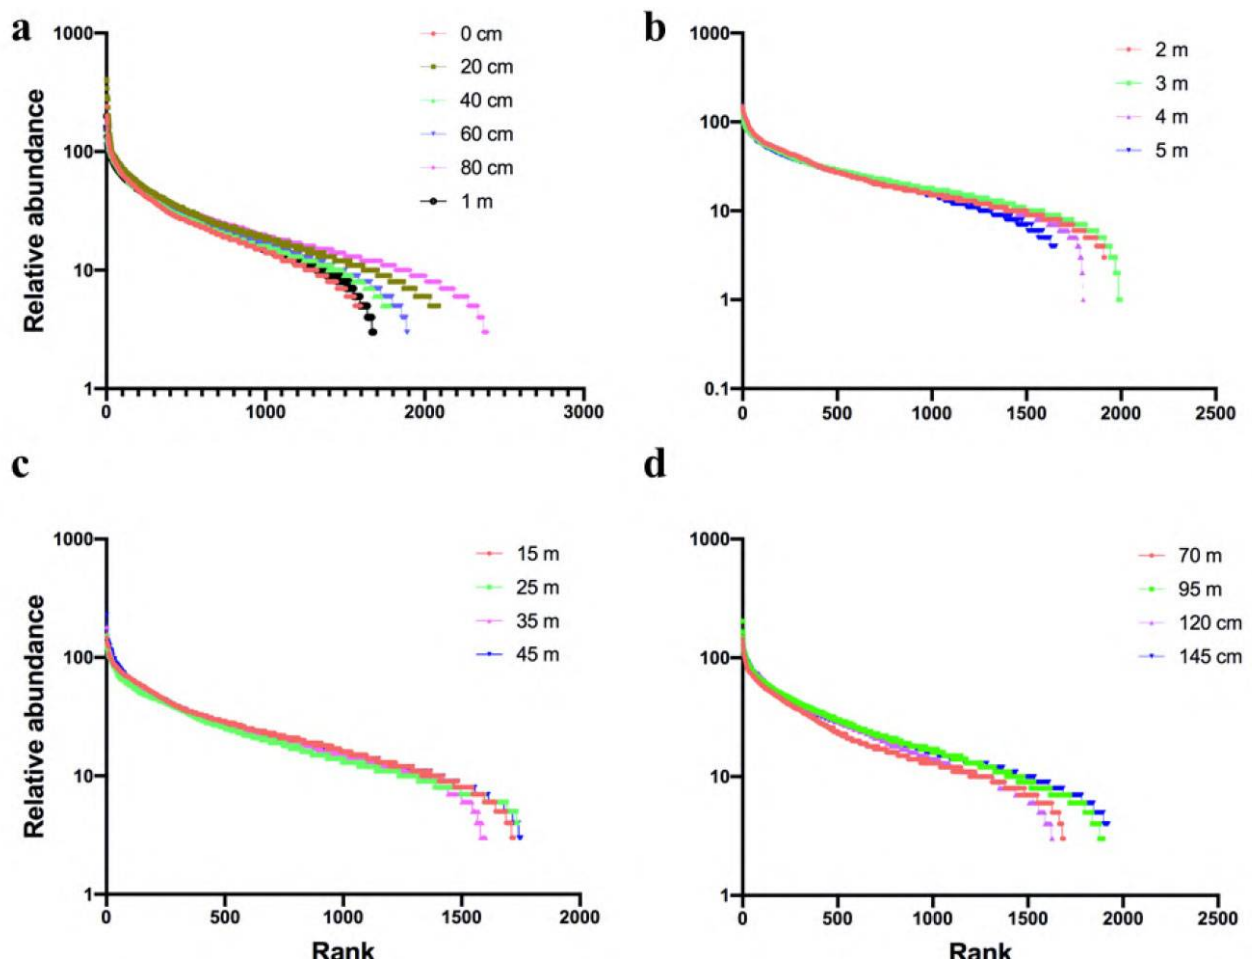 a
1000
100
10
1
Relative abundance
0 cm
20 cm
40 cm
60 cm
80 cm
1 m
0 1000 2000 3000
b
1000
100
10
1
0.1
2 m
3 m
4 m
5 m
0 500 1000 1500 2000 2500
c
1000
100
10
1
Relative abundance
15 m
25 m
35 m
45 m
0 500 1000 1500 2000
Rank
d
1000
100
10
1
70 m
95 m
120 cm
145 cm
0 500 1000 1500 2000 2500
Rank